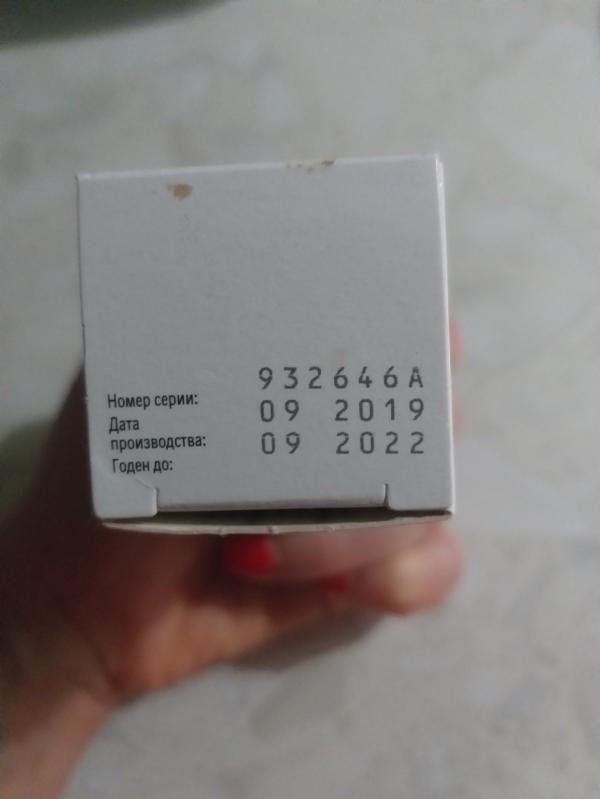 932646A
Номер серии:
09 2019
Дата
производства:
09 2022
Годен до: